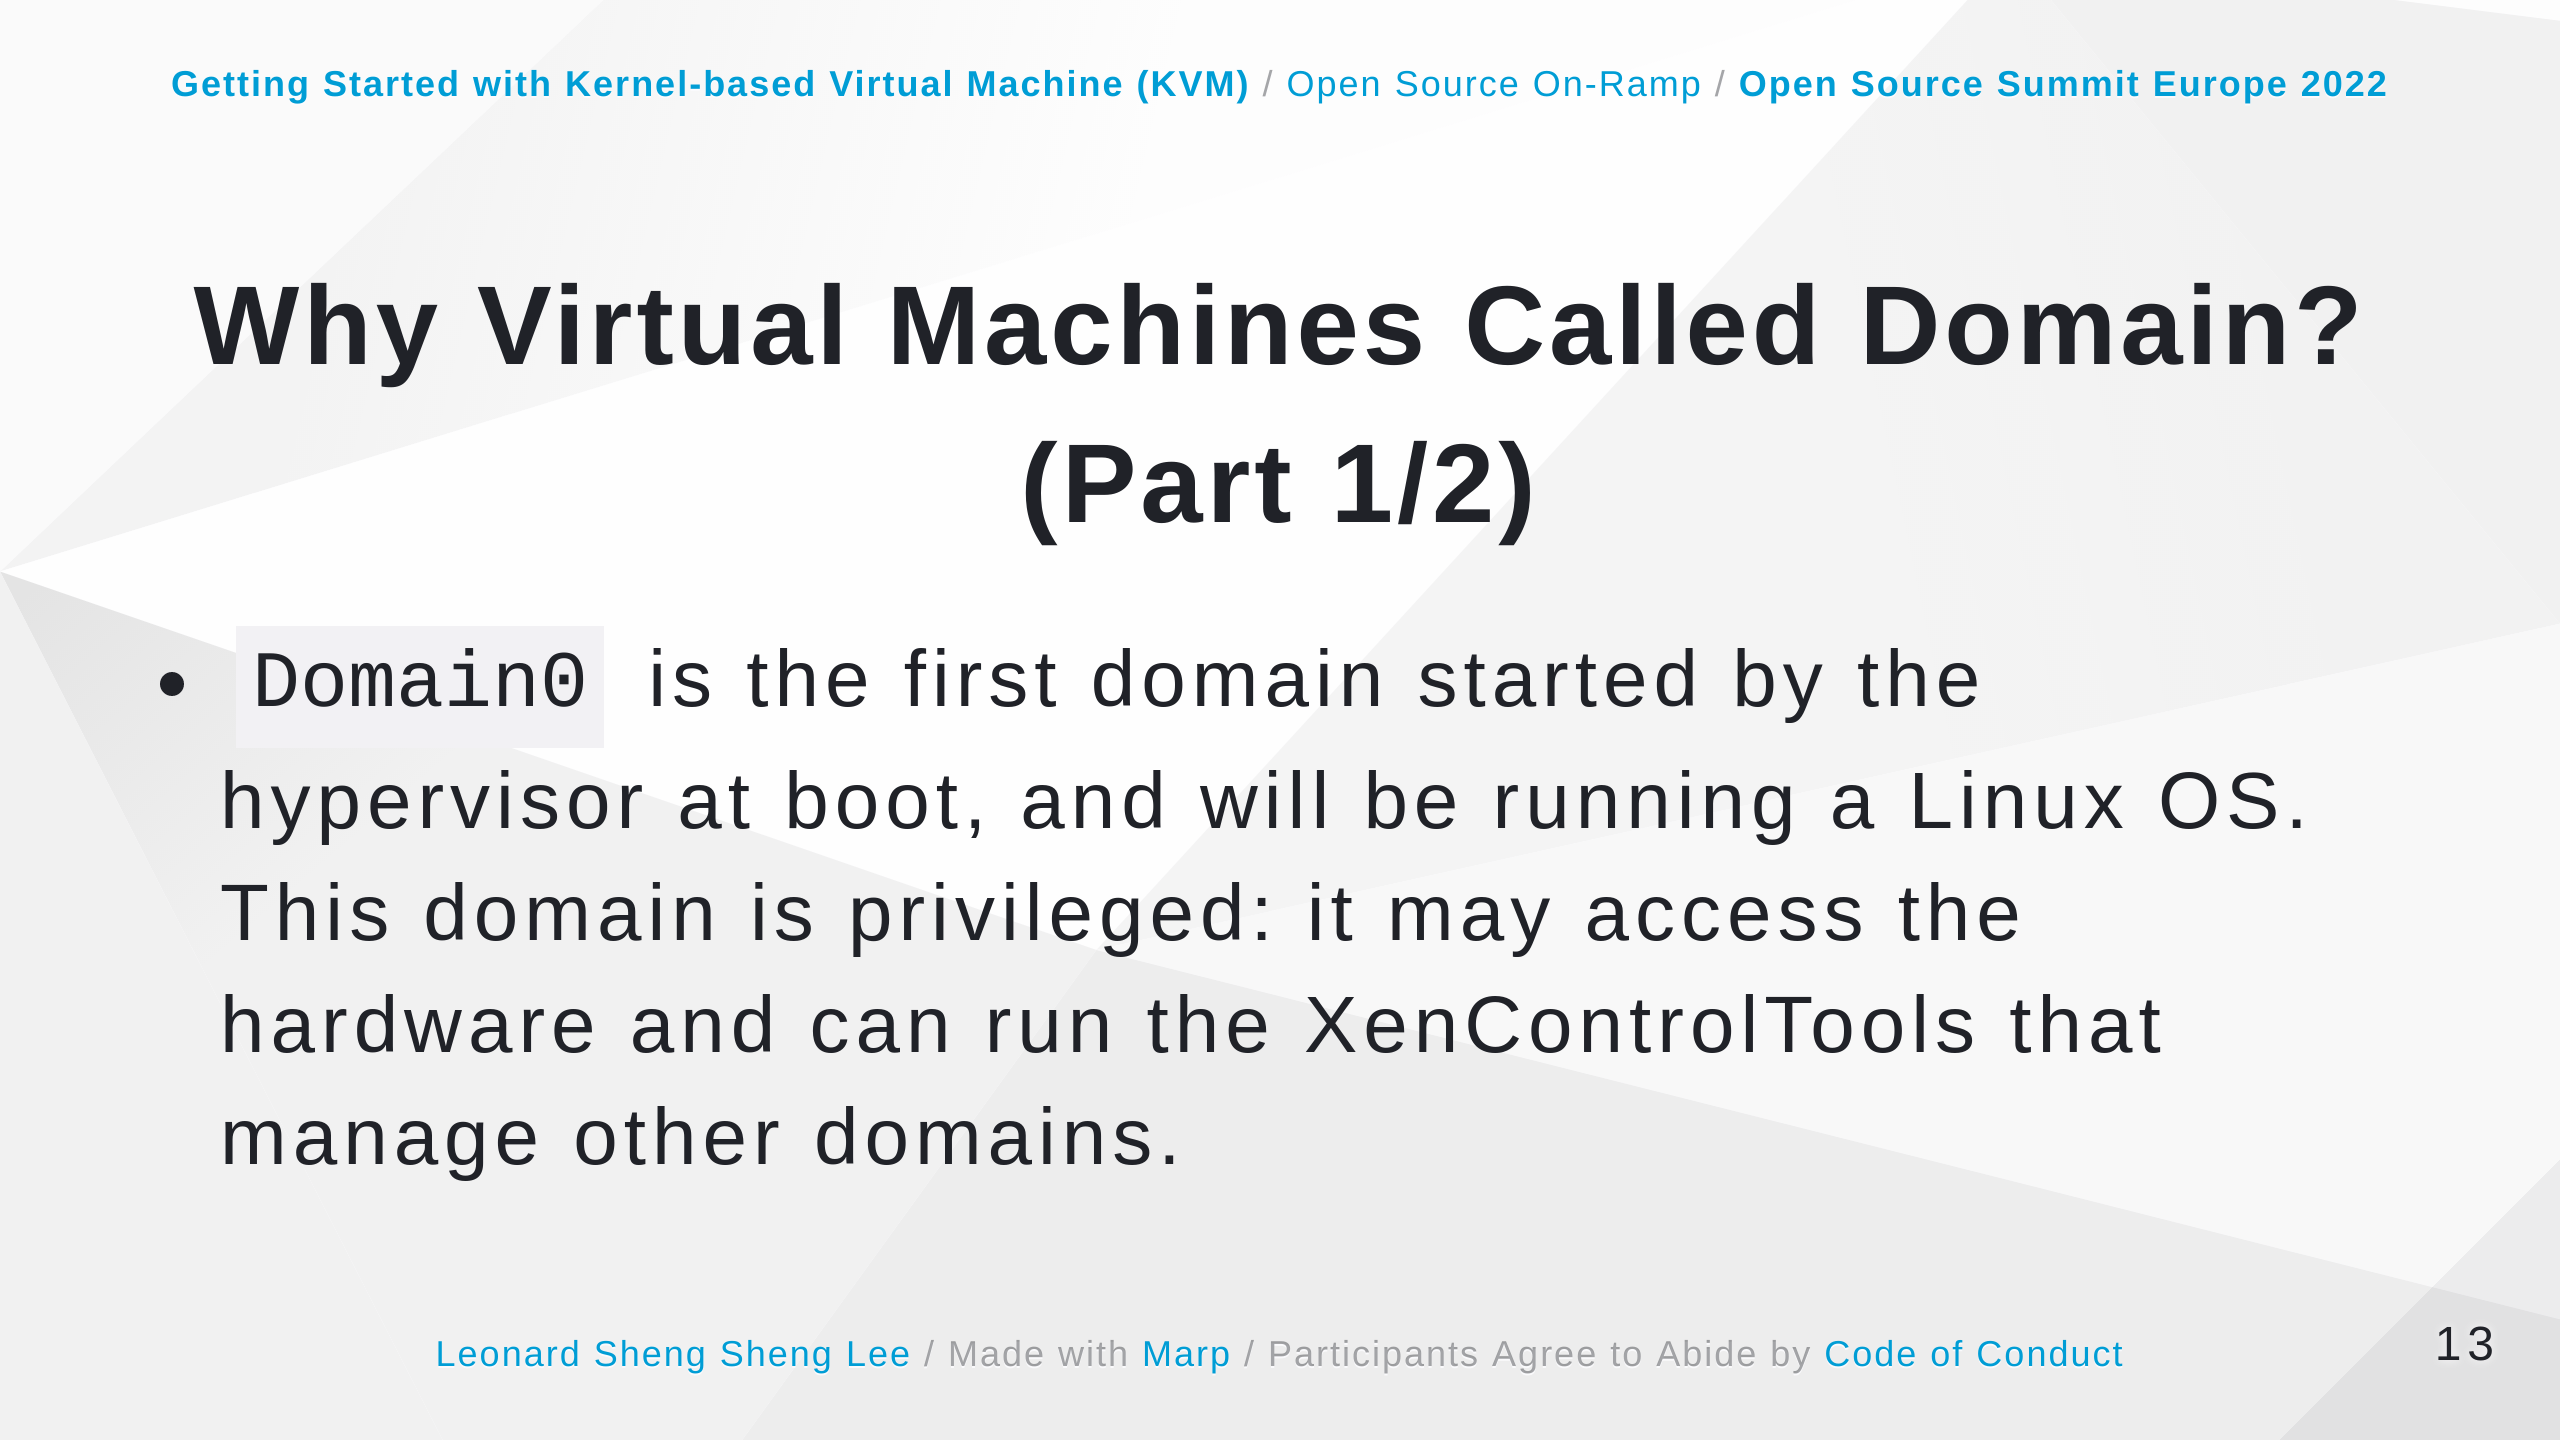 Getting Started with Kernel-based Virtual Machine (KVM) / Open Source On-Ramp / Open Source Summit Europe 2022
Why Virtual Machines Called Domain?
(Part 1/2)
• Domain0 is the first domain started by the
hypervisor at boot, and will be running a Linux OS.
This domain is privileged: it may access the
hardware and can run the XenControlTools that
manage other domains.
Leonard Sheng Sheng Lee / Made with Marp / Participants Agree to Abide by Code of Conduct
13